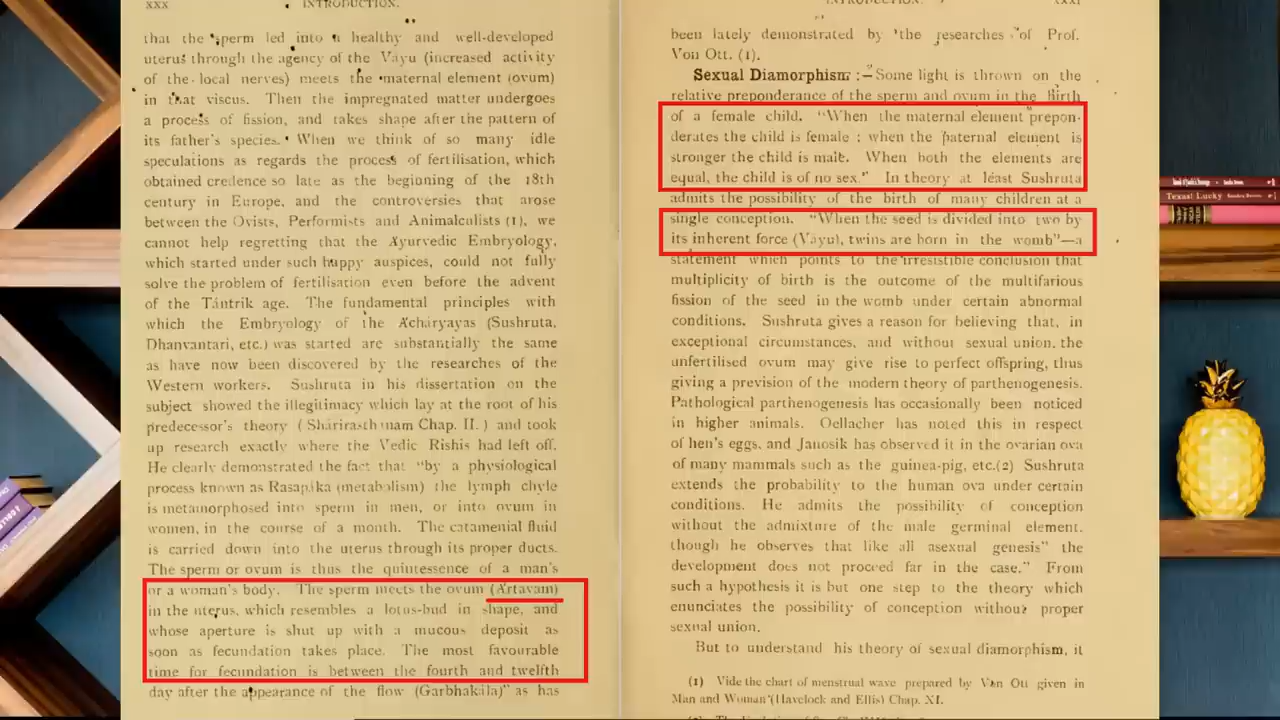 xxx INTRODUCTION.
that the sperm led into a healthy and well-developed
uterus through the agency of the Váyu (increased activity
of the local nerves) meets the maternal element (ovum)
in that viscus. Then the impregnated matter undergoes
a process of fission, and takes shape after the pattern of
its father's species. When we think of so many idle
speculations as regards the process of fertilisation, which
obtained credence so late as the beginning of the 18th
century in Europe, and the controversies that arose
between the Ovists, Performists and Animalculists (1), we
cannot help regretting that the Áyurvedic Embryology,
which started under such happy auspices, could not fully
solve the problem of fertilisation even before the advent
of the Tántrik age. The fundamental principles with
which the Embryology of the Ácháryayas (Sushruta,
Dhanvantari, etc.) was started are substantially the same
as have now been discovered by the researches of the
Western workers. Sushruta in his dissertation on the
subject showed the illegitimacy which lay at the root of his
predecessor's theory (Shárirasthánam Chap. II.) and took
up research exactly where the Vedic Rishis had left off.
He clearly demonstrated the fact that "by a physiological
process known as Rasapáka (metabolism) the lymph chyle
is metamorphosed into sperm in men, or into ovum in
women, in the course of a month. The catamenial fluid
is carried down into the uterus through its proper ducts.
The sperm or ovum is thus the quintessence of a man's
or a woman's body. The sperm meets the ovum (Ártavam)
in the uterus, which resembles a lotus-bud in shape, and
whose aperture is shut up with a mucous deposit as
soon as fecundation takes place. The most favourable
time for fecundation is between the fourth and twelfth
day after the appearance of the flow (Garbhakála)" as has
INTRODUCTION. xxxi
been lately demonstrated by the researches of Prof.
Von Ott. (1).
Sexual Diamorphism :—Some light is thrown on the
relative preponderance of the sperm and ovum in the Birth
of a female child. "When the maternal element prepon-
derates the child is female ; when the paternal element is
stronger the child is male. When both the elements are
equal, the child is of no sex." In theory at least Sushruta
admits the possibility of the birth of many children at a
single conception. "When the seed is divided into two by
its inherent force (Váyu), twins are born in the womb"—a
statement which points to the irresistible conclusion that
multiplicity of birth is the outcome of the multifarious
fission of the seed in the womb under certain abnormal
conditions. Sushruta gives a reason for believing that, in
exceptional circumstances, and without sexual union, the
unfertilised ovum may give rise to perfect offspring, thus
giving a prevision of the modern theory of parthenogenesis.
Pathological parthenogenesis has occasionally been noticed
in higher animals. Oellacher has noted this in respect
of hen's eggs, and Janosik has observed it in the ovarian ova
of many mammals such as the guinea-pig, etc.(2) Sushruta
extends the probability to the human ova under certain
conditions. He admits the possibility of conception
without the admixture of the male germinal element.
though he observes that like all asexual genesis" the
development does not proceed far in the case." From
such a hypothesis it is but one step to the theory which
enunciates the possibility of conception without proper
sexual union.
But to understand his theory of sexual diamorphism, it
(1) Vide the chart of menstrual wave prepared by Van Ott given in
Man and Woman (Havelock and Ellis) Chap. XI.
Texas! Lucky